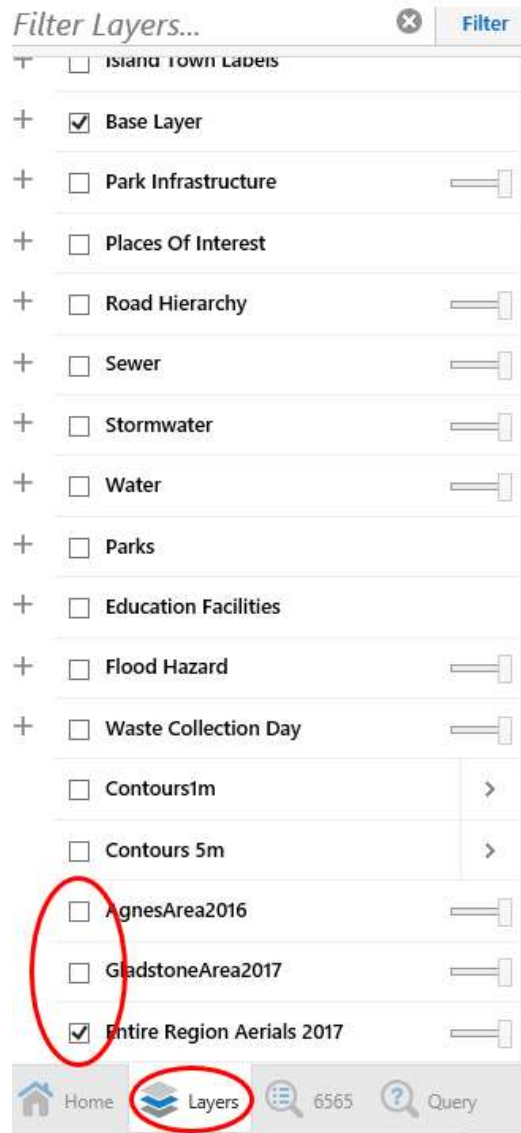 Filter Layers... Filter
Island Town Labels
Base Layer
Park Infrastructure
Places Of Interest
Road Hierarchy
Sewer
Stormwater
Water
Parks
Education Facilities
Flood Hazard
Waste Collection Day
Contours1m
Contours 5m
AgnesArea2016
GladstoneArea2017
Entire Region Aerials 2017
Home Layers 6565 Query